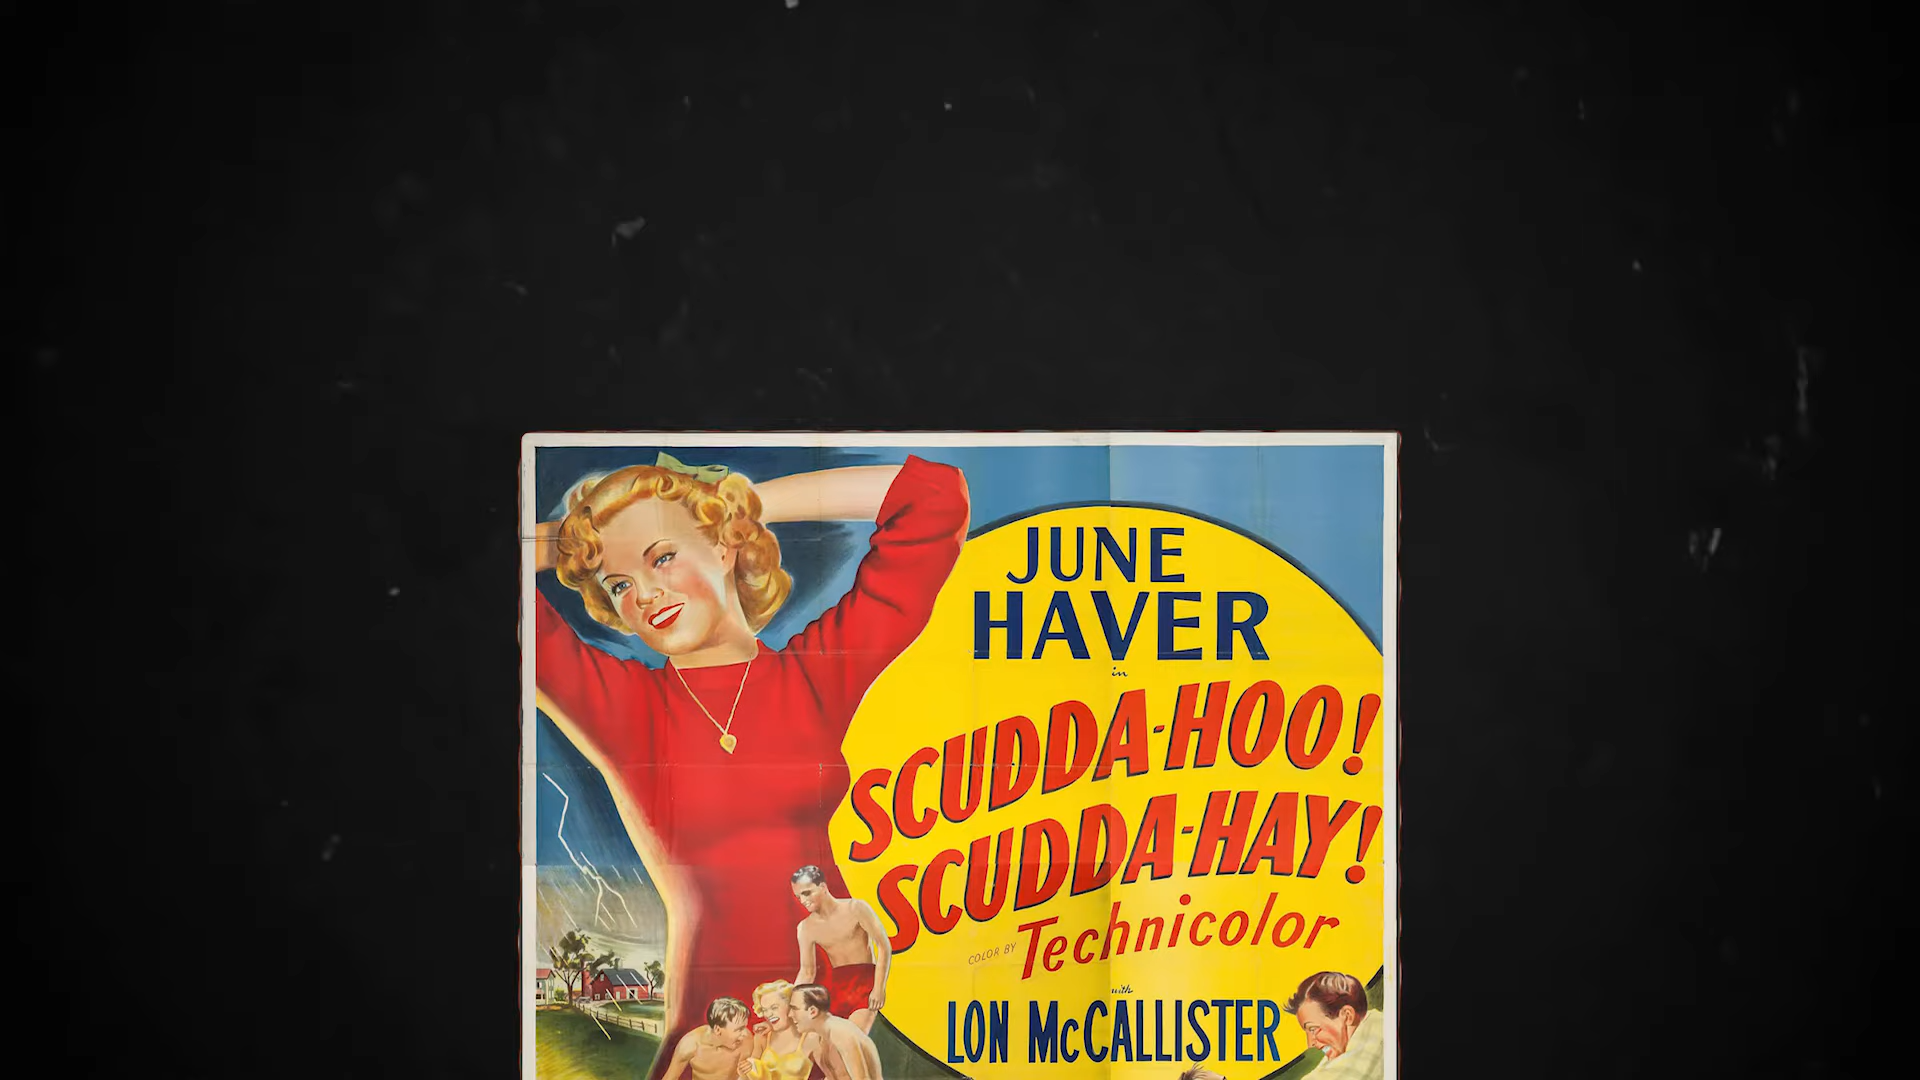 JUNE
HAVER
in
SCUDDA-HOO!
SCUDDA-HAY!
COLOR BY Technicolor
with
LON McCALLISTER